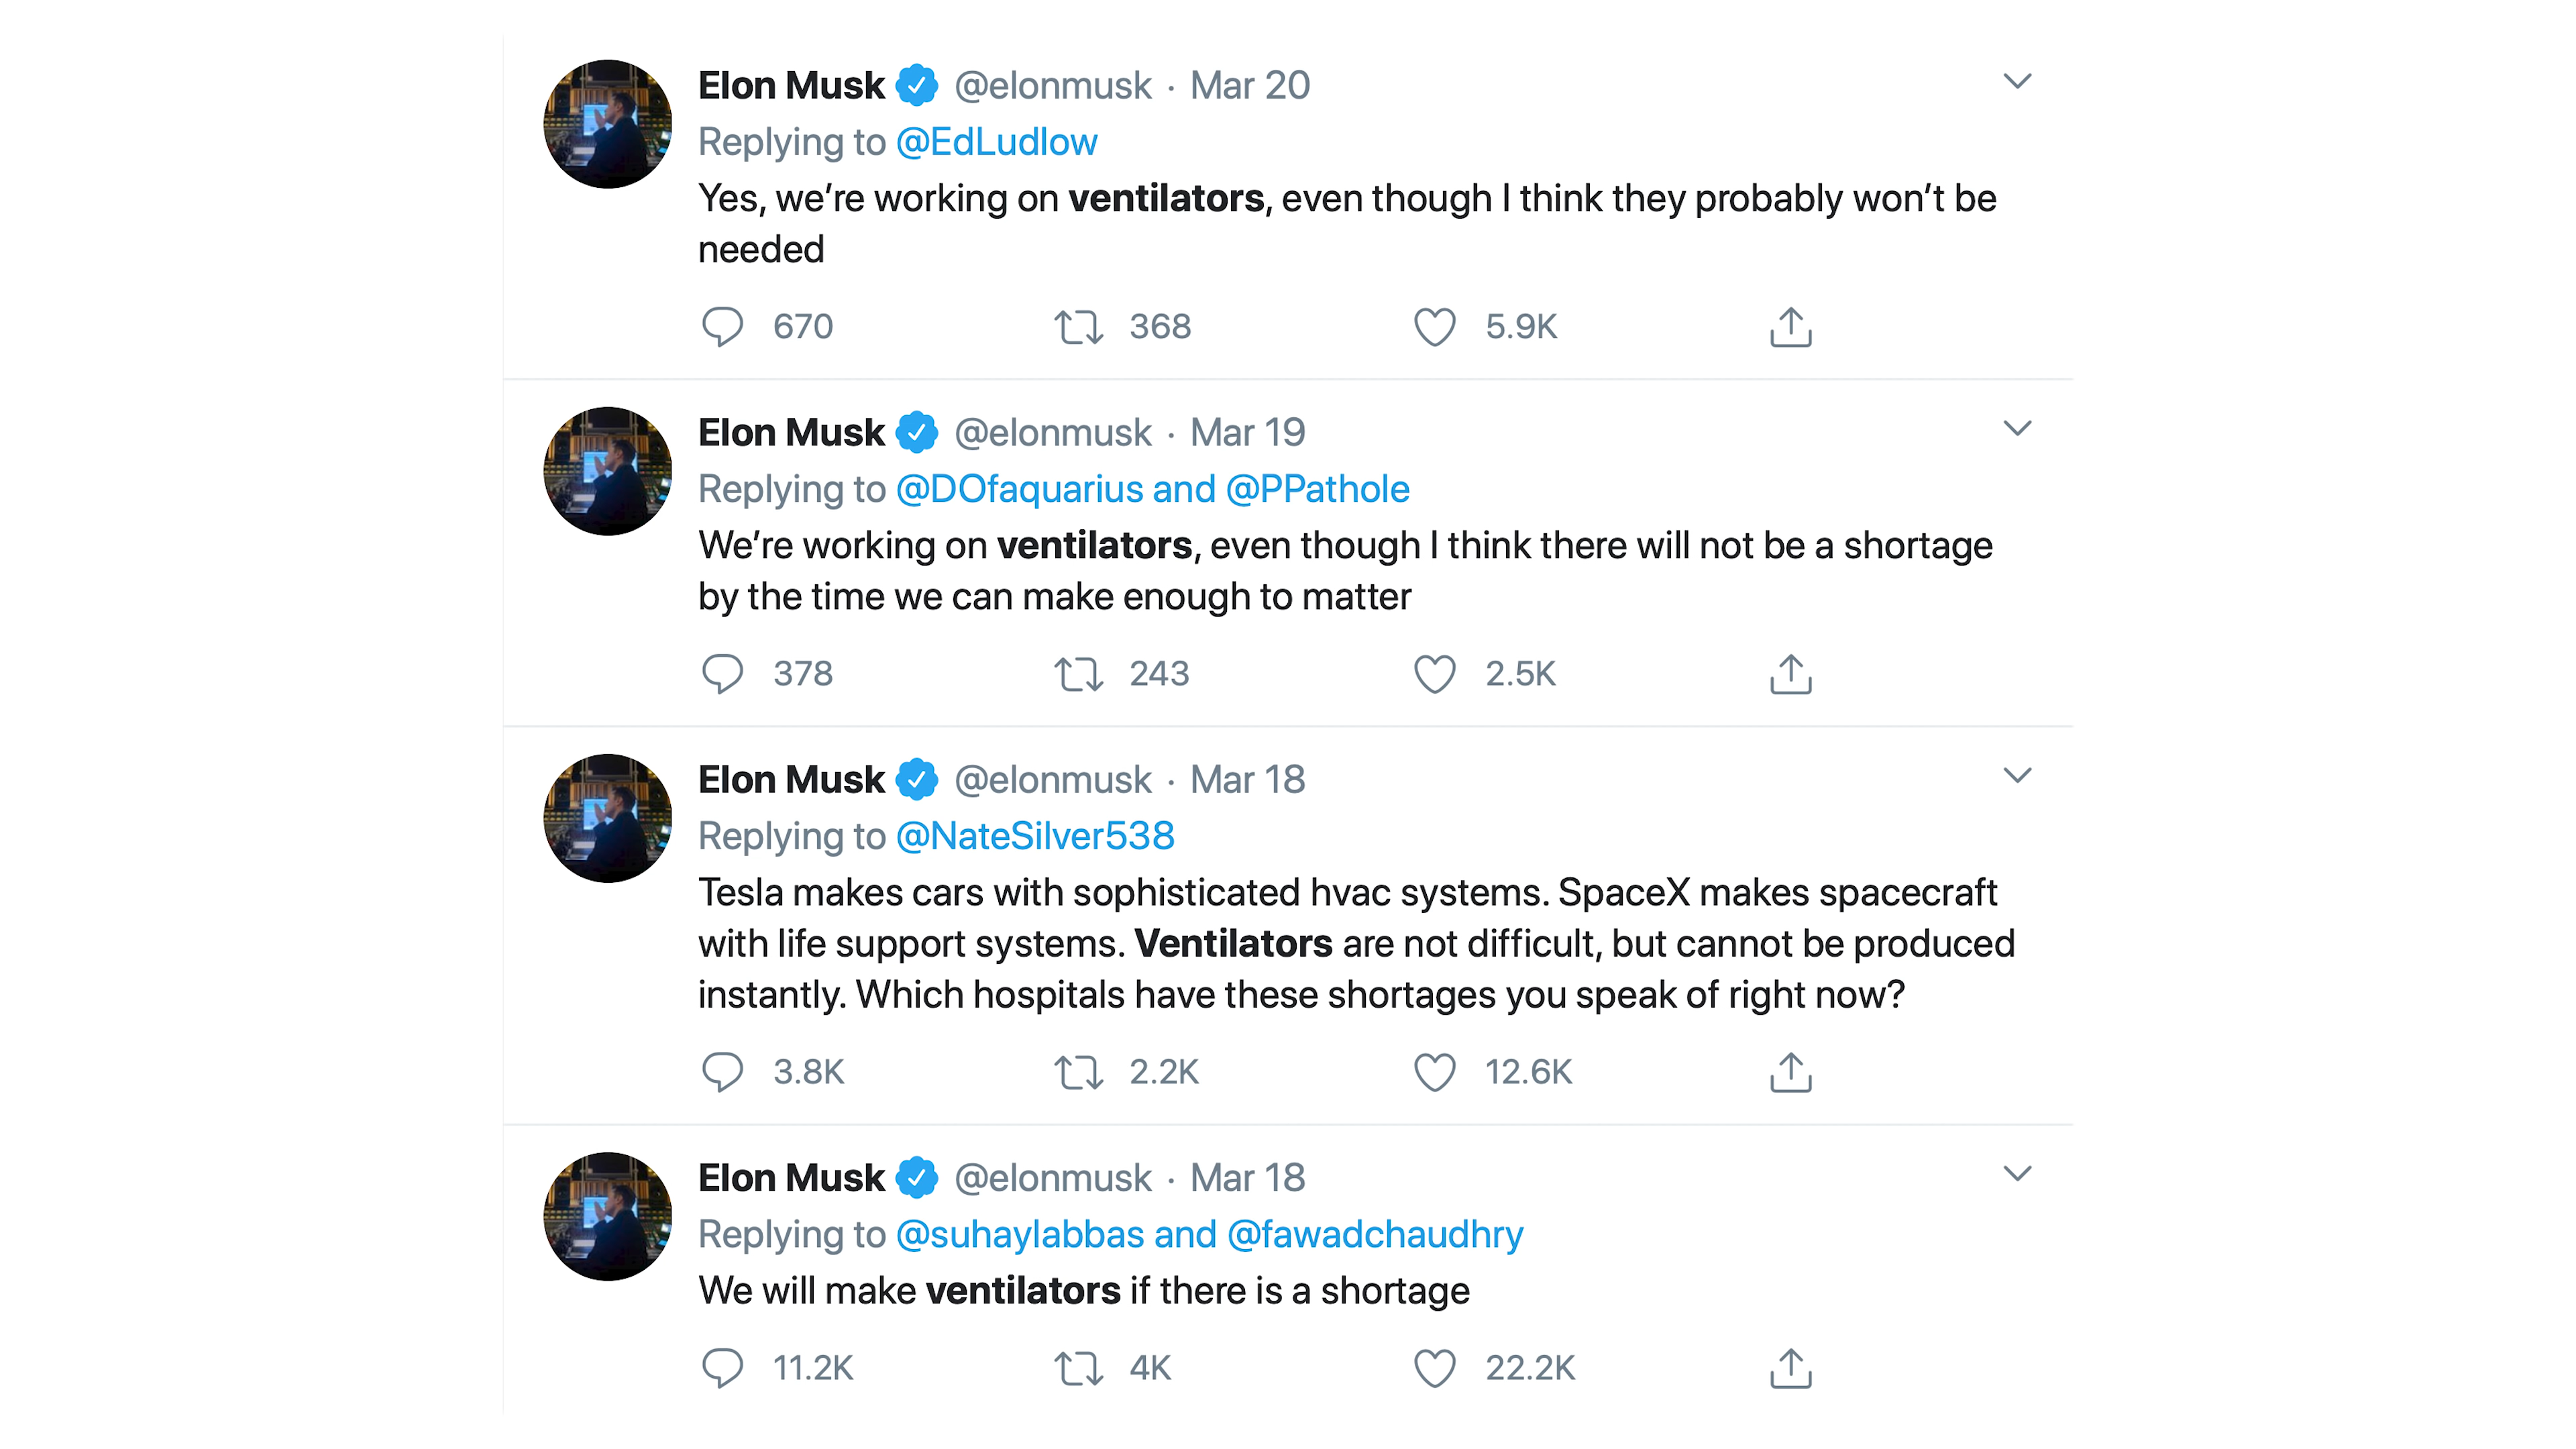 Elon Musk @elonmusk · Mar 20
Replying to @EdLudlow
Yes, we’re working on ventilators, even though I think they probably won’t be
needed
670 368 5.9K
Elon Musk @elonmusk · Mar 19
Replying to @DOfaquarius and @PPathole
We’re working on ventilators, even though I think there will not be a shortage
by the time we can make enough to matter
378 243 2.5K
Elon Musk @elonmusk · Mar 18
Replying to @NateSilver538
Tesla makes cars with sophisticated hvac systems. SpaceX makes spacecraft
with life support systems. Ventilators are not difficult, but cannot be produced
instantly. Which hospitals have these shortages you speak of right now?
3.8K 2.2K 12.6K
Elon Musk @elonmusk · Mar 18
Replying to @suhaylabbas and @fawadchaudhry
We will make ventilators if there is a shortage
11.2K 4K 22.2K